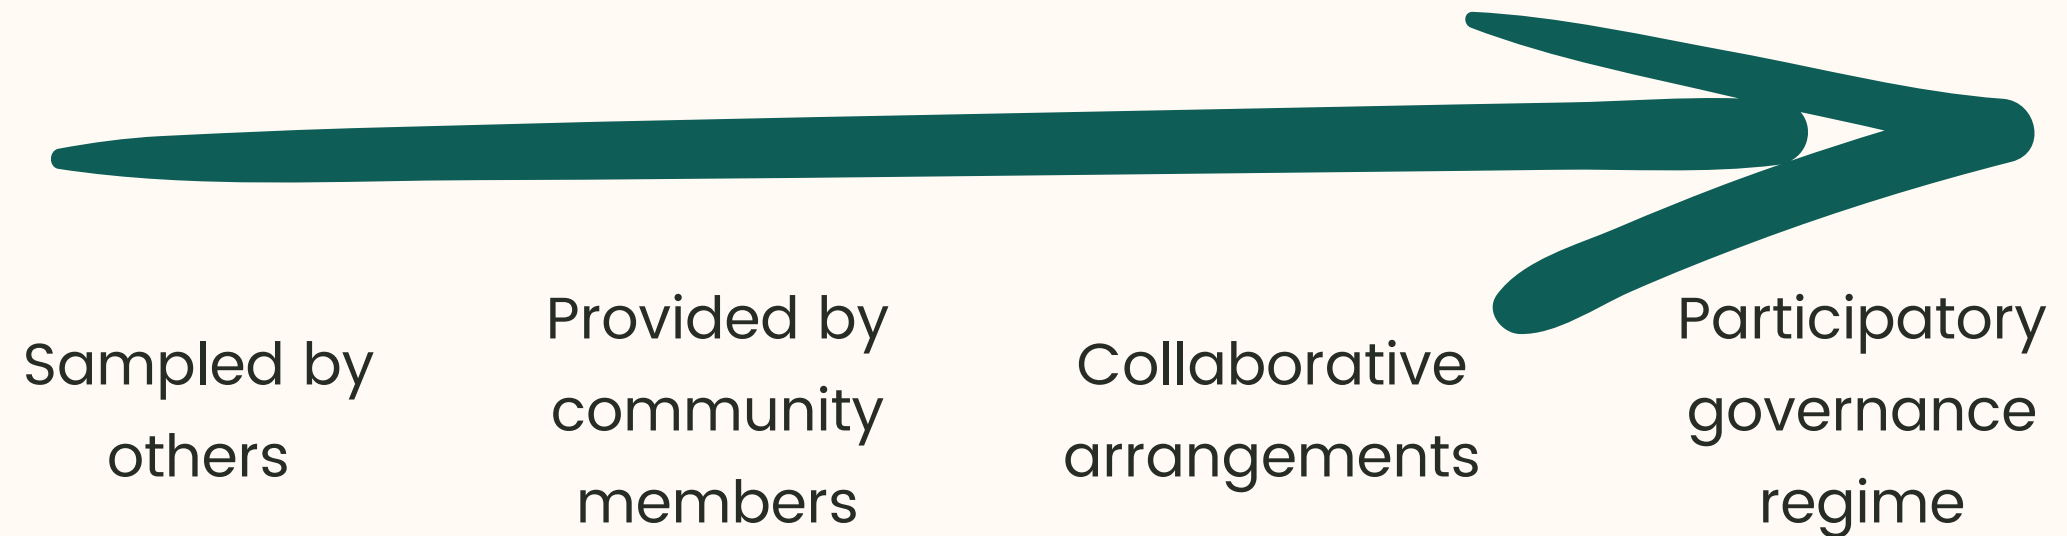 Sampled by
others
Provided by
community
members
Collaborative
arrangements
Participatory
governance
regime